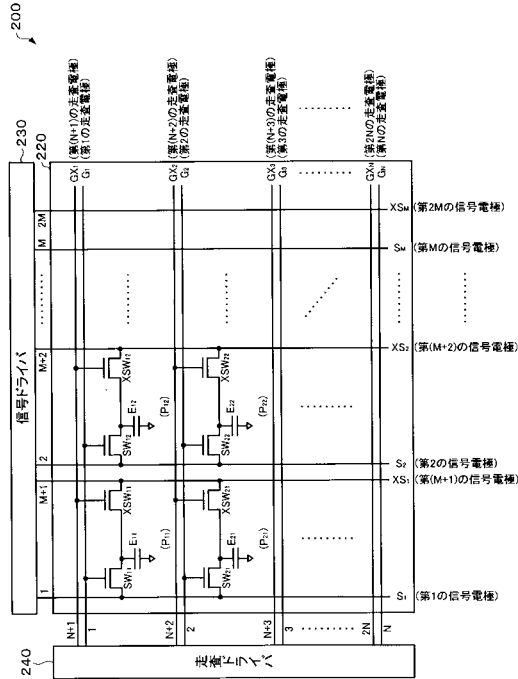 200
230
信号ドライバ
220
1
M+1
2
M+2
M
2M
240
走査ドライバ
N+1
1
N+2
2
N+3
3
2N
N
GX1 (第(N+1)の走査電極)
G1 (第1の走査電極)
GX2 (第(N+2)の走査電極)
G2 (第2の走査電極)
GX3 (第(N+3)の走査電極)
G3 (第3の走査電極)
GXN (第2Nの走査電極)
GN (第Nの走査電極)
SW11
E11
XSW11
(P11)
SW12
E12
XSW12
(P12)
SW21
E21
XSW21
(P21)
SW22
E22
XSW22
(P22)
S1 (第1の信号電極)
XS1 (第(M+1)の信号電極)
S2 (第2の信号電極)
XS2 (第(M+2)の信号電極)
SM (第Mの信号電極)
XSM (第2Mの信号電極)